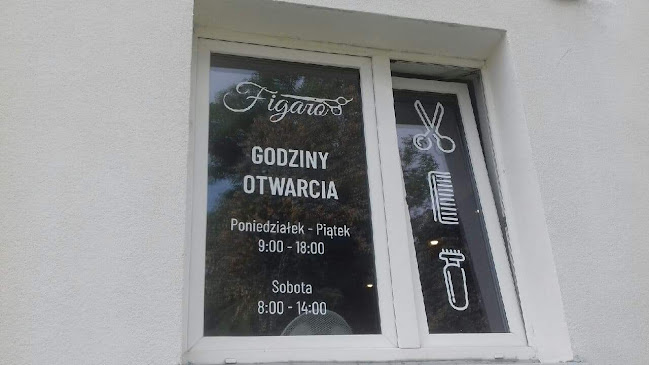 Figaro
GODZINY
OTWARCIA
Poniedziałek - Piątek
9:00 - 18:00
Sobota
8:00 - 14:00